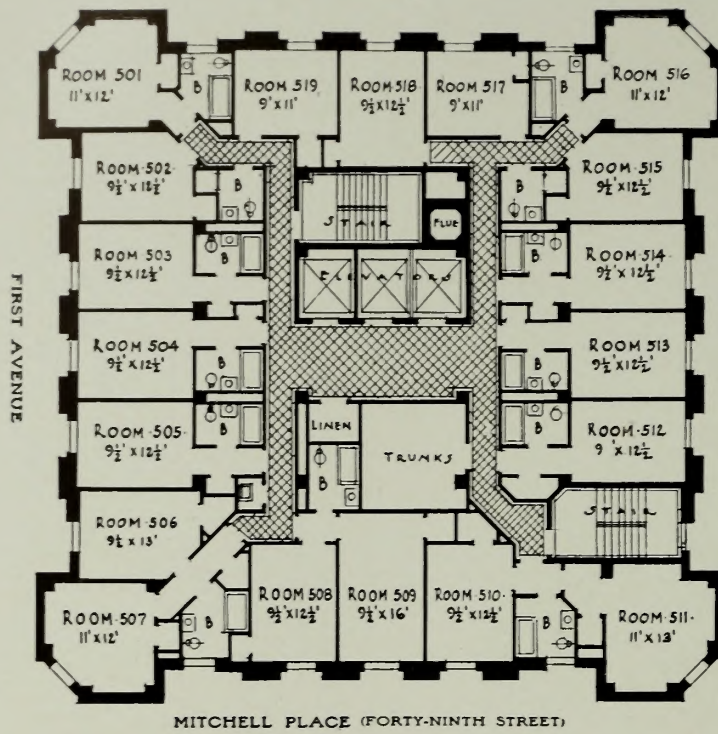 ROOM 501
11'x12'
B
ROOM 519
9'x11'
ROOM 518
9½'x12½'
ROOM 517
9'x11'
B
ROOM 516
11'x12'
ROOM·502·
9½'x12½'
B
STAIR
FLUE
B
ROOM·515
9½'x12½'
ROOM 503
9½'x12½'
B
ELEVATORS
B
ROOM·514·
9½'x12½'
ROOM 504
9½'x12½'
B
B
ROOM 513
9½'x12½'
ROOM·505·
9½'x12½'
B
LINEN
TRUNKS
B
ROOM·512
9'x12½'
ROOM·506
9½'x13'
B
STAIR
ROOM·507
11'x12'
B
ROOM 508
9½'x12½'
ROOM 509
9½'x16'
ROOM·510·
9½'x12½'
B
ROOM·511·
11'x13'
FIRST AVENUE
MITCHELL PLACE (FORTY-NINTH STREET)